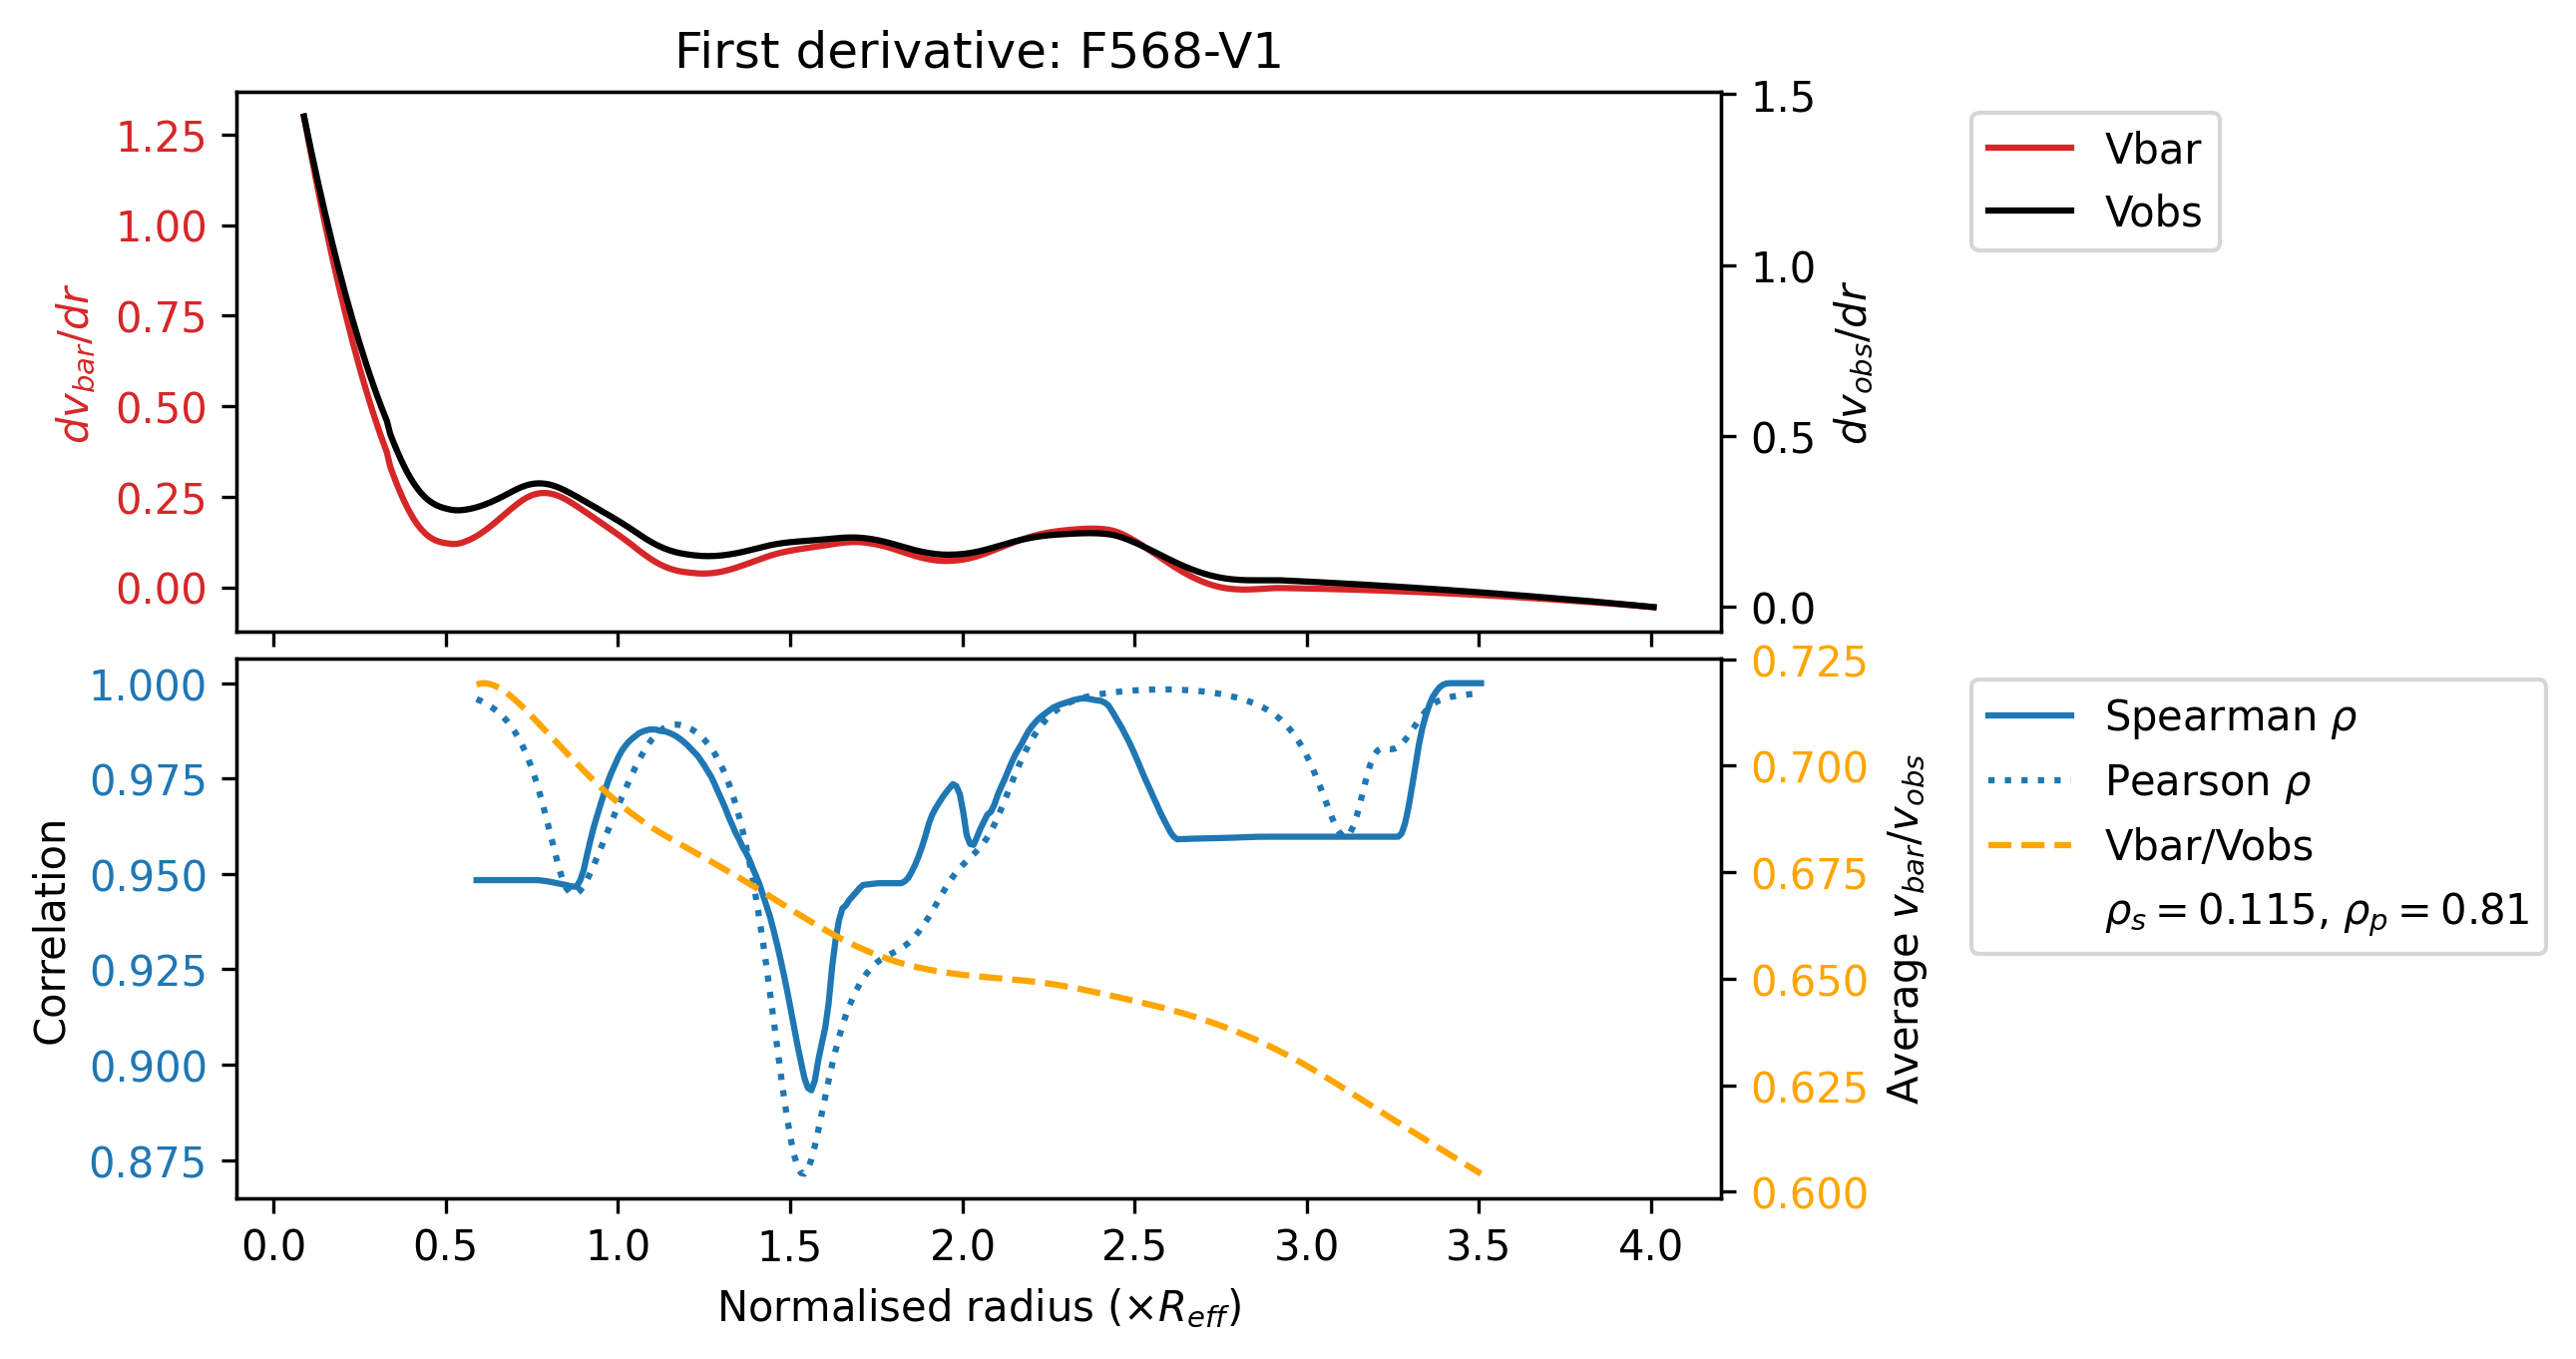 First derivative: F568-V1
1.25
1.00
0.75
0.50
0.25
0.00
dv_bar/dr
1.5
1.0
0.5
0.0
dv_obs/dr
Vbar
Vobs
1.000
0.975
0.950
0.925
0.900
0.875
Correlation
0.725
0.700
0.675
0.650
0.625
0.600
Average v_bar/v_obs
Spearman ρ
Pearson ρ
Vbar/Vobs
ρ_s = 0.115, ρ_p = 0.81
0.0 0.5 1.0 1.5 2.0 2.5 3.0 3.5 4.0
Normalised radius (×R_eff)